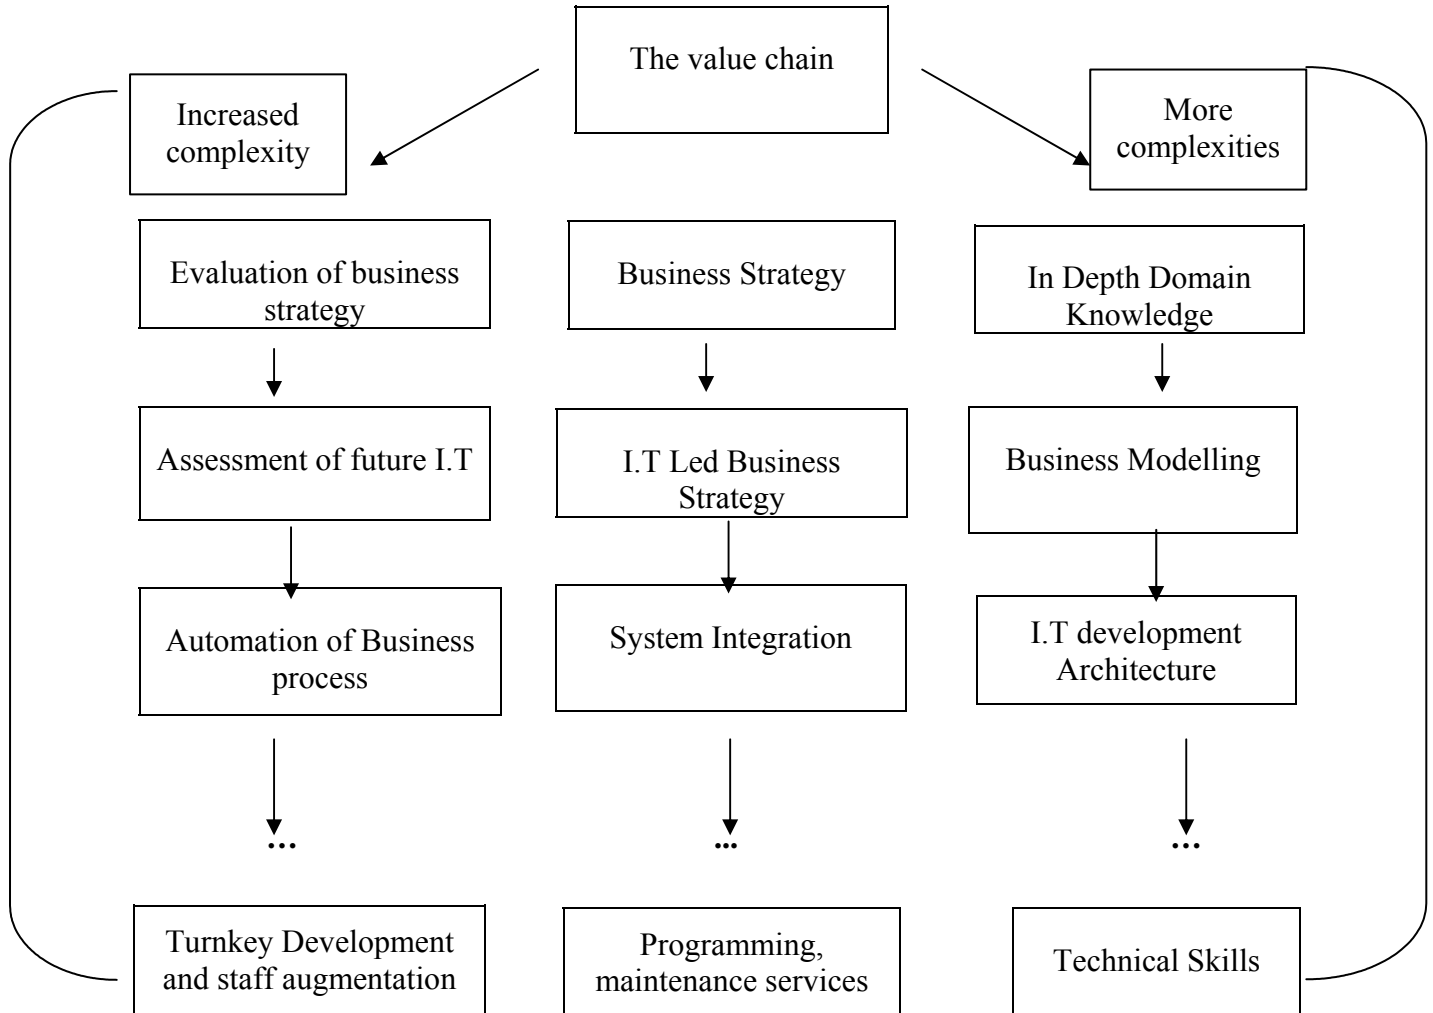 The value chain
Increased
complexity
More
complexities
Evaluation of business
strategy
Business Strategy
In Depth Domain
Knowledge
Assessment of future I.T
I.T Led Business
Strategy
Business Modelling
Automation of Business
process
System Integration
I.T development
Architecture
...
...
...
Turnkey Development
and staff augmentation
Programming,
maintenance services
Technical Skills